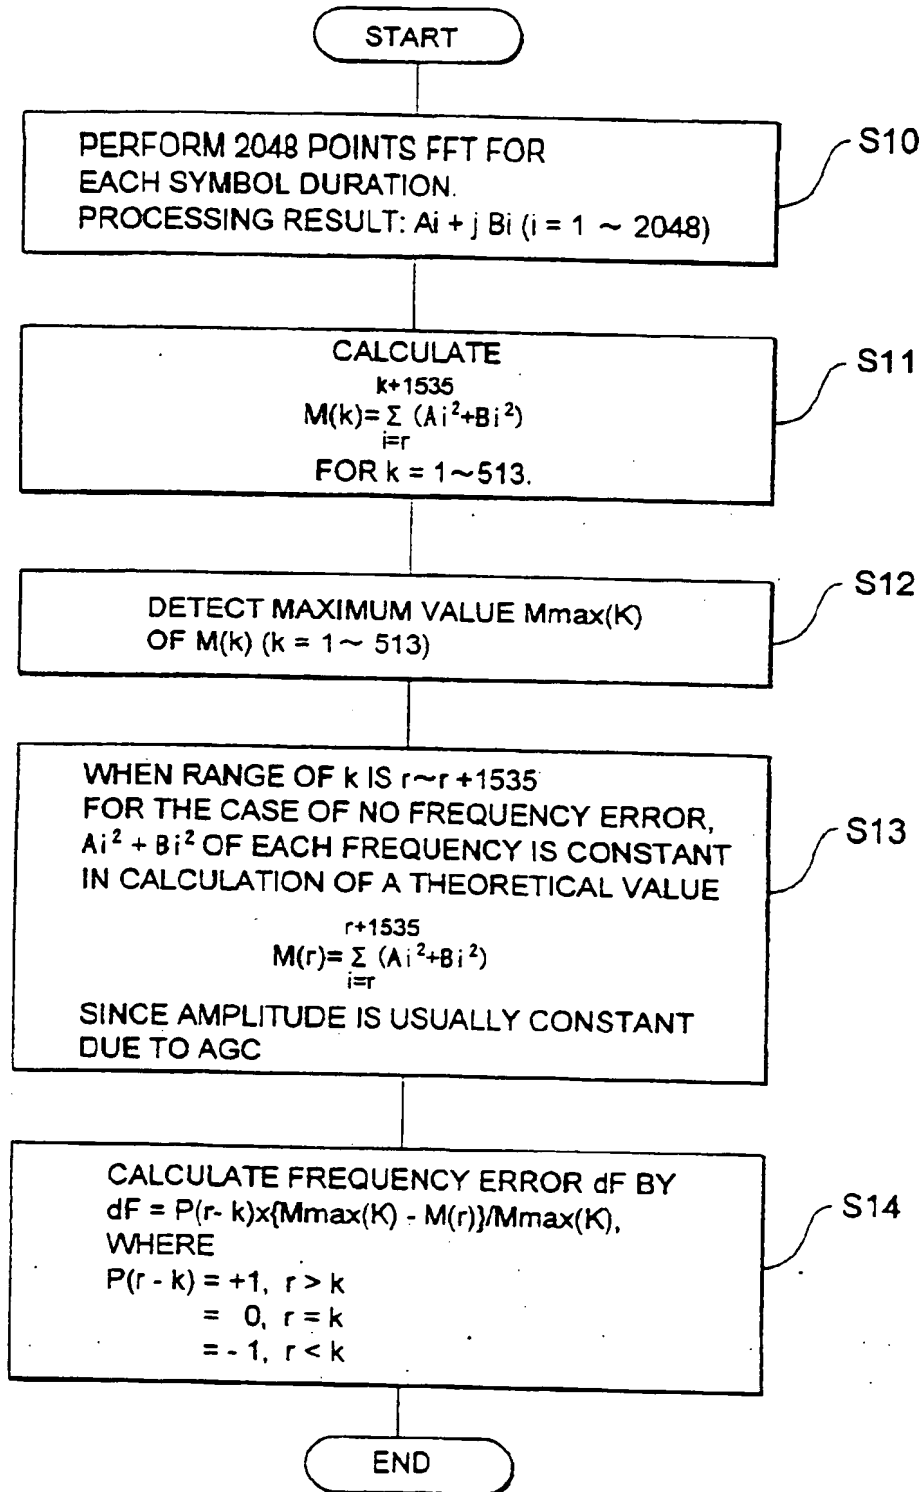 START
PERFORM 2048 POINTS FFT FOR
EACH SYMBOL DURATION.
PROCESSING RESULT: Ai + j Bi (i = 1 ~ 2048)
S10
CALCULATE
k+1535
M(k)= Σ (Ai²+Bi²)
i=r
FOR k = 1~513.
S11
DETECT MAXIMUM VALUE Mmax(K)
OF M(k) (k = 1~ 513)
S12
WHEN RANGE OF k IS r~r +1535
FOR THE CASE OF NO FREQUENCY ERROR,
Ai² + Bi² OF EACH FREQUENCY IS CONSTANT
IN CALCULATION OF A THEORETICAL VALUE
r+1535
M(r)= Σ (Ai²+Bi²)
i=r
SINCE AMPLITUDE IS USUALLY CONSTANT
DUE TO AGC
S13
CALCULATE FREQUENCY ERROR dF BY
dF = P(r- k)x{Mmax(K) - M(r)}/Mmax(K),
WHERE
P(r - k) = +1, r > k
= 0, r = k
= - 1, r < k
S14
END